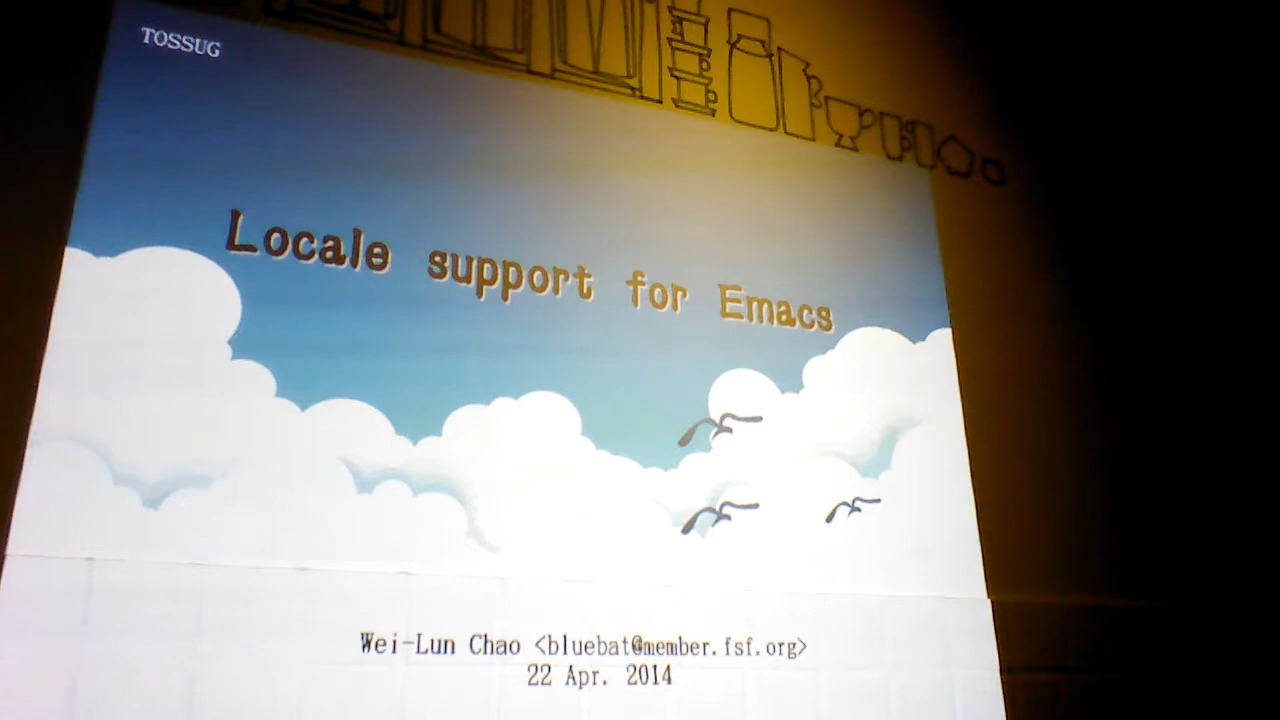 TOSSUG
Locale support for Emacs
Wei-Lun Chao <bluebat@member.fsf.org>
22 Apr. 2014